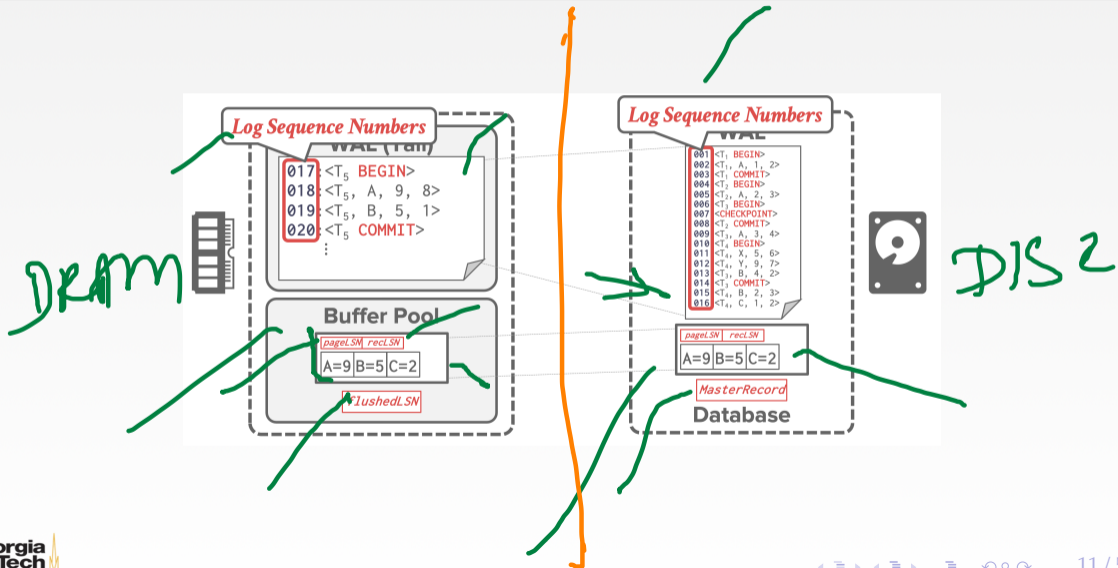 Log Sequence Numbers
WAL (Tail)
017:<T5 BEGIN>
018:<T5, A, 9, 8>
019:<T5, B, 5, 1>
020:<T5 COMMIT>
⋮
DRAM
Buffer Pool
pageLSN recLSN
A=9 B=5 C=2
flushedLSN
Log Sequence Numbers
WAL
001:<T1 BEGIN>
002:<T1, A, 1, 2>
003:<T1 COMMIT>
004:<T2 BEGIN>
005:<T2, A, 2, 3>
006:<T3 BEGIN>
007:<CHECKPOINT>
008:<T2 COMMIT>
009:<T3, A, 3, 4>
010:<T4 BEGIN>
011:<T4, X, 5, 6>
012:<T4, Y, 9, 7>
013:<T3, B, 4, 2>
014:<T3 COMMIT>
015:<T4, B, 2, 3>
016:<T4, C, 1, 2>
DISK
pageLSN recLSN
A=9 B=5 C=2
MasterRecord
Database
orgia
Tech
11/